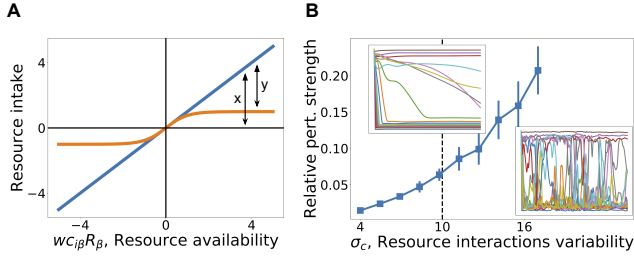 A
B
Resource intake
4
0
−4
x
y
−4
0
4
wc_{iβ}R_β, Resource availability
Relative pert. strength
0.20
0.15
0.10
0.05
4
10
16
σ_c, Resource interactions variability